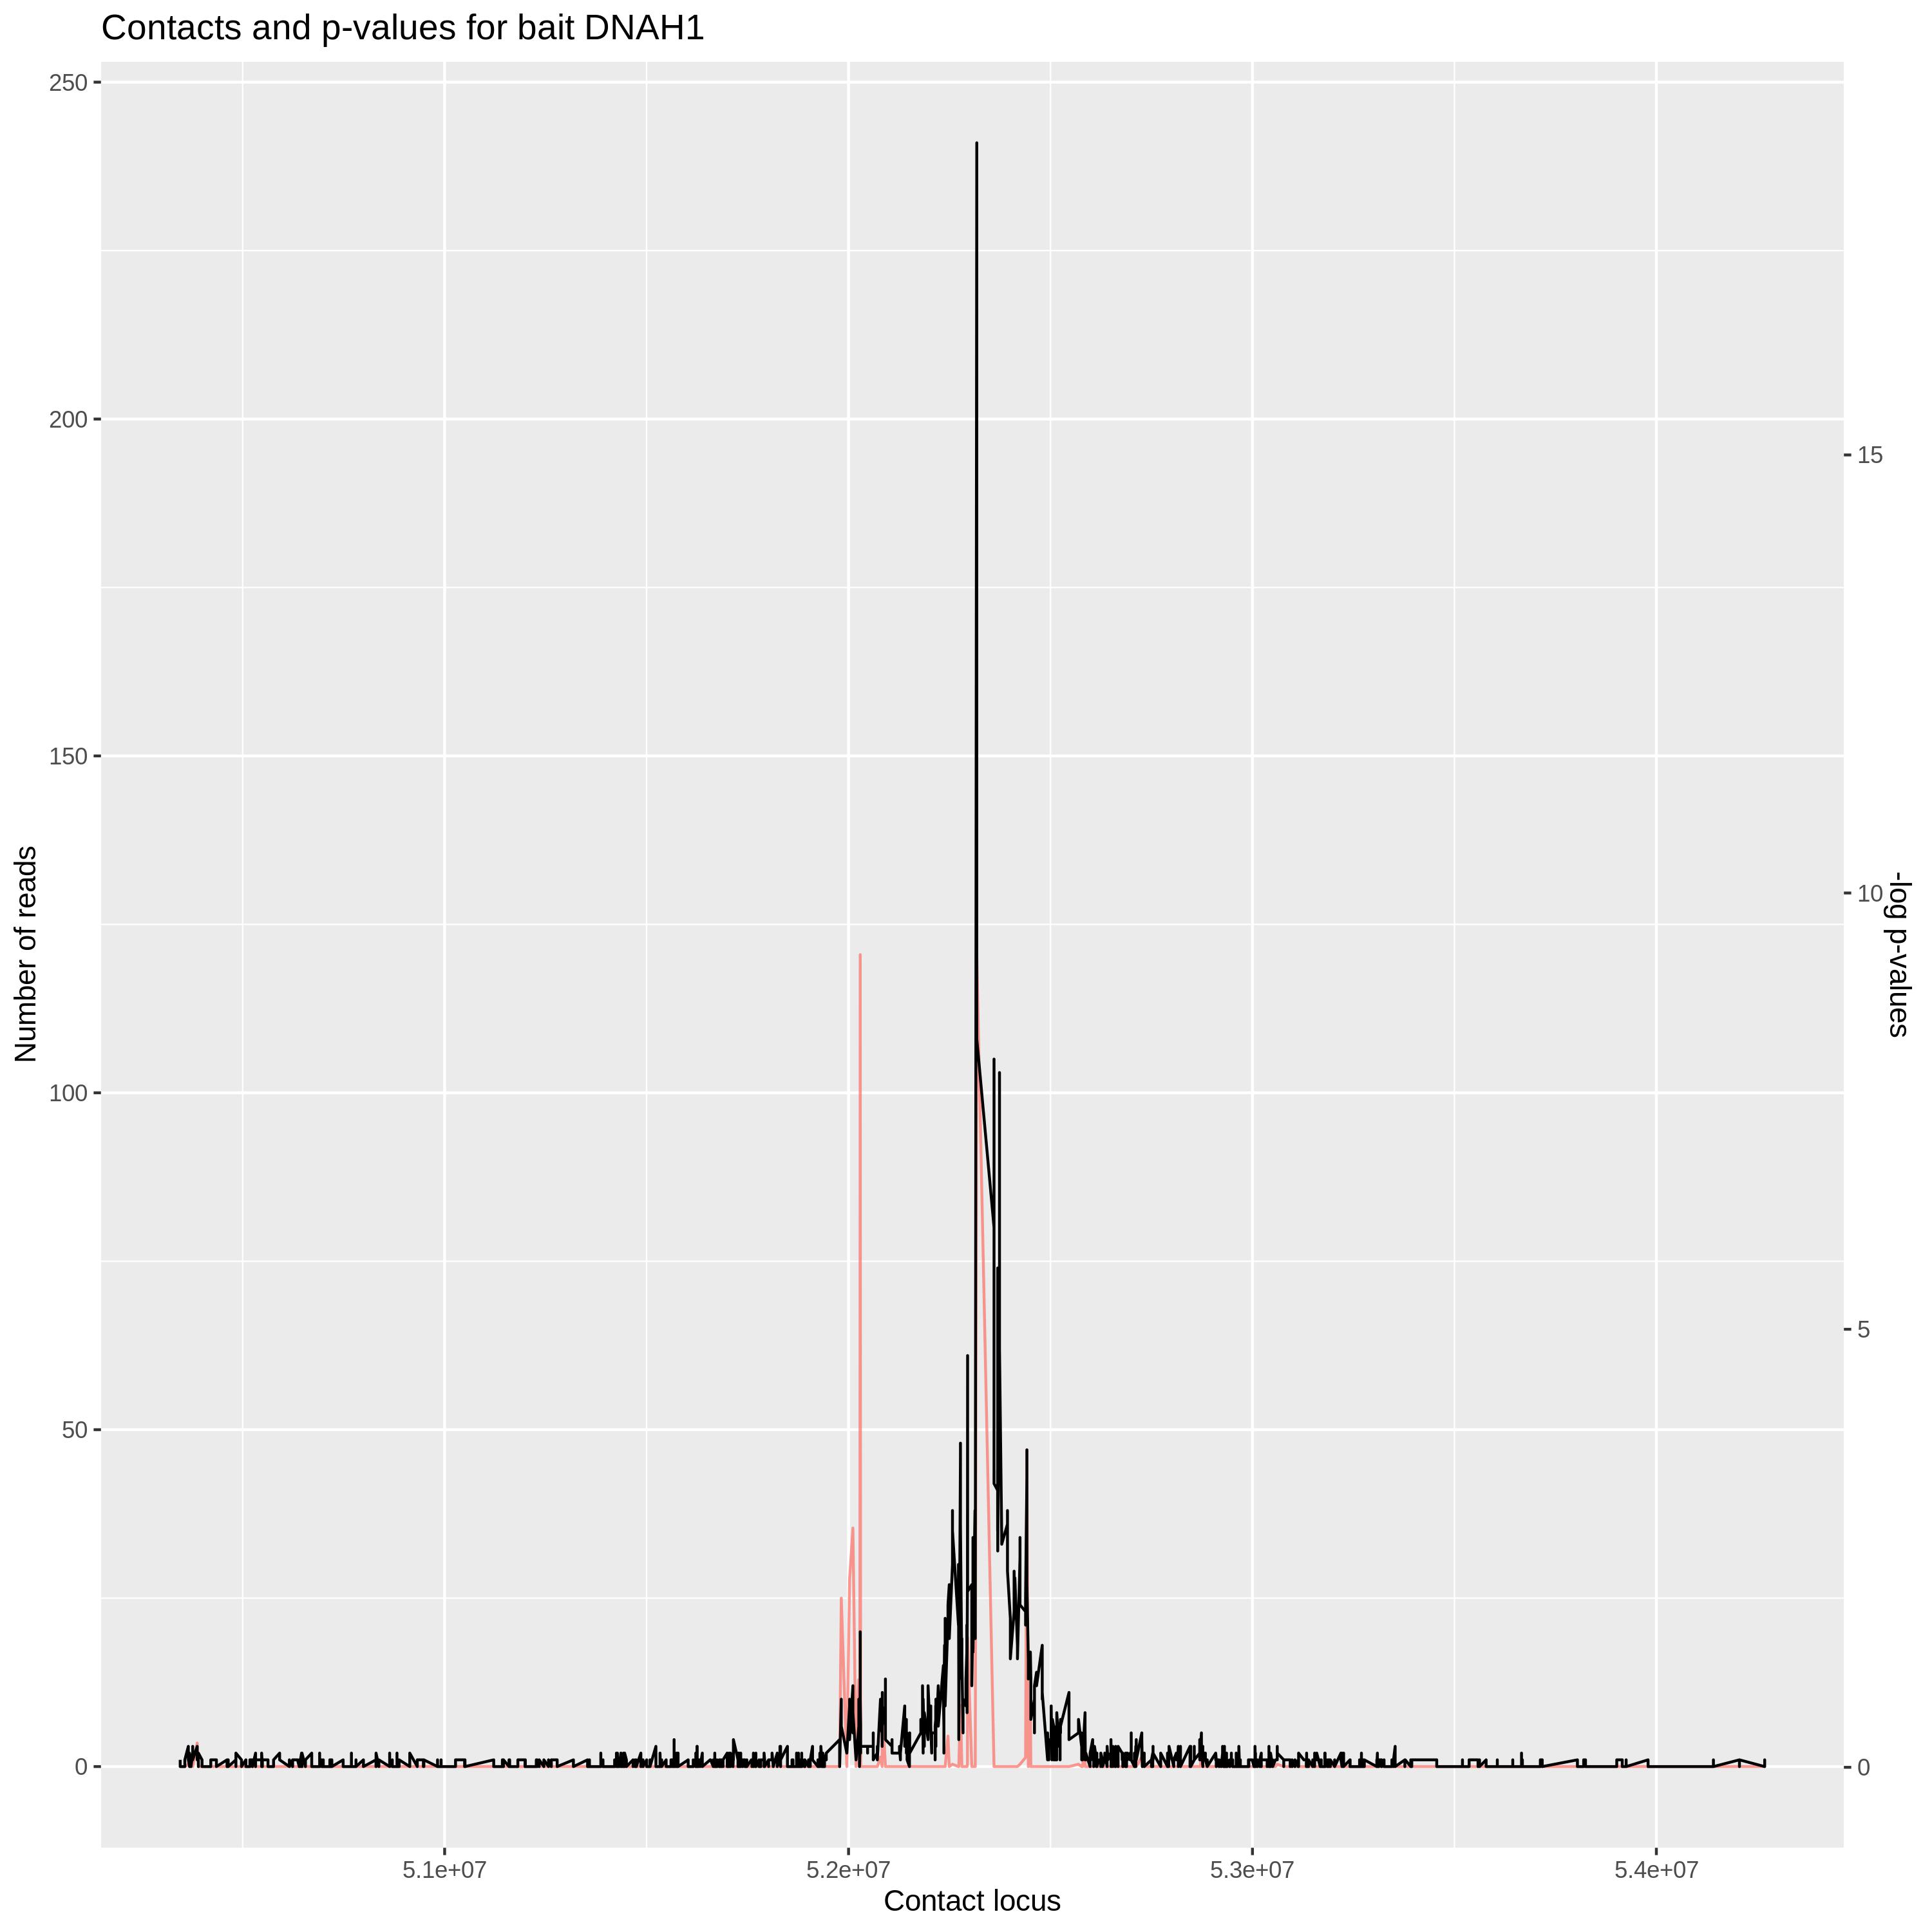 Contacts and p-values for bait DNAH1
250
200
150
100
50
0
Number of reads
15
10
5
0
-log p-values
5.1e+07
5.2e+07
5.3e+07
5.4e+07
Contact locus